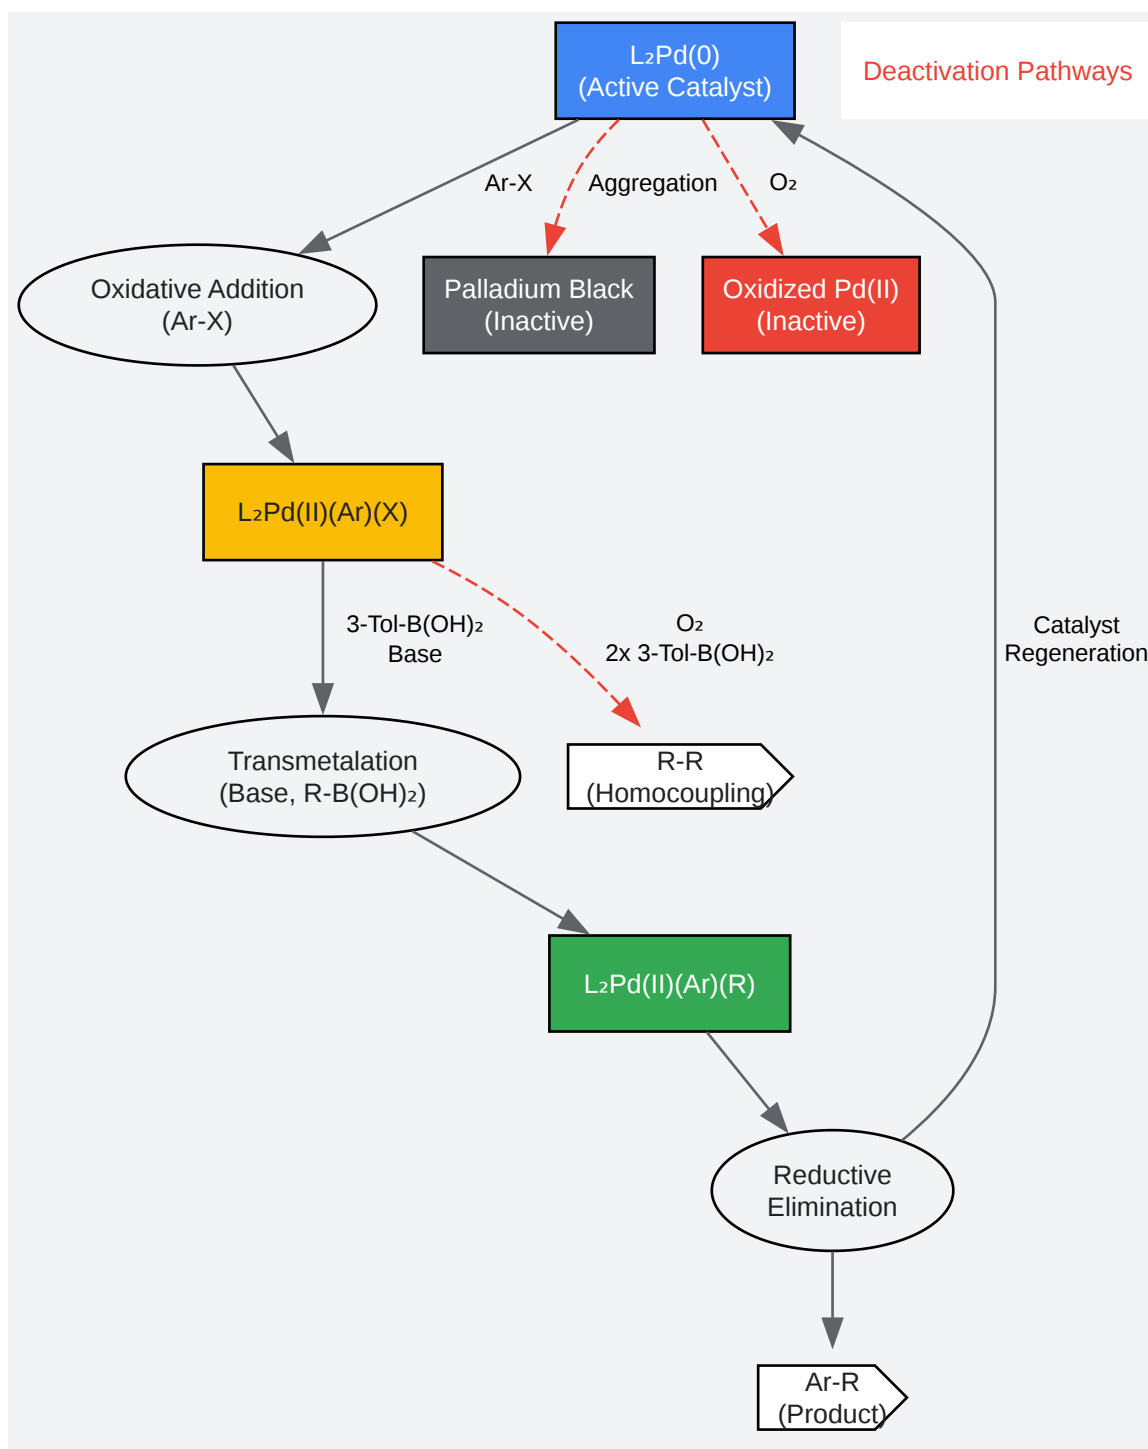 L₂Pd(0)
(Active Catalyst)
Deactivation Pathways
Ar-X
Aggregation
O₂
Oxidative Addition
(Ar-X)
Palladium Black
(Inactive)
Oxidized Pd(II)
(Inactive)
L₂Pd(II)(Ar)(X)
3-Tol-B(OH)₂
Base
O₂
2x 3-Tol-B(OH)₂
Catalyst
Regeneration
Transmetalation
(Base, R-B(OH)₂)
R-R
(Homocoupling)
L₂Pd(II)(Ar)(R)
Reductive
Elimination
Ar-R
(Product)